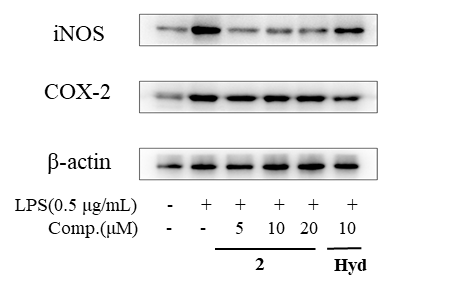 iNOS
COX-2
β-actin
LPS(0.5 μg/mL) - + + + + +
Comp.(μM) - - 5 10 20 10
2 Hyd